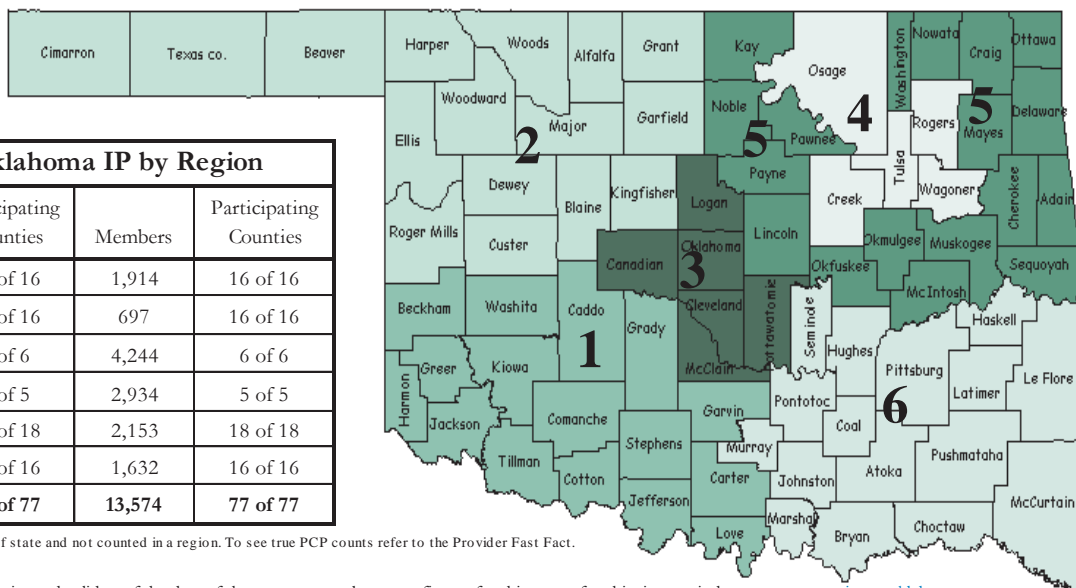 Oklahoma IP by Region
Participating Counties Members Participating Counties
of 16 1,914 16 of 16
of 16 697 16 of 16
of 6 4,244 6 of 6
of 5 2,934 5 of 5
of 18 2,153 18 of 18
of 16 1,632 16 of 16
of 77 13,574 77 of 77
of state and not counted in a region. To see true PCP counts refer to the Provider Fast Fact.
Cimarron Texas co. Beaver Harper Woods Alfalfa Grant Kay Osage Washington Nowata Craig Ottawa
Ellis Woodward Major Garfield Noble Pawnee Rogers Mayes Delaware
2 5 4 5
Roger Mills Dewey Blaine Kingfisher Logan Payne Creek Tulsa Wagoner Cherokee Adair
Custer Canadian Oklahoma Lincoln Okmulgee Muskogee Sequoyah
3
Beckham Washita Caddo Grady Cleveland Pottawatomie Okfuskee Seminole McIntosh Haskell
1
Harmon Greer Kiowa McClain Hughes Pittsburg Latimer Le Flore
6
Jackson Comanche Stephens Garvin Pontotoc Coal
Tillman Cotton Murray Carter Johnston Atoka Pushmataha McCurtain
Jefferson Love Marshal Bryan Choctaw